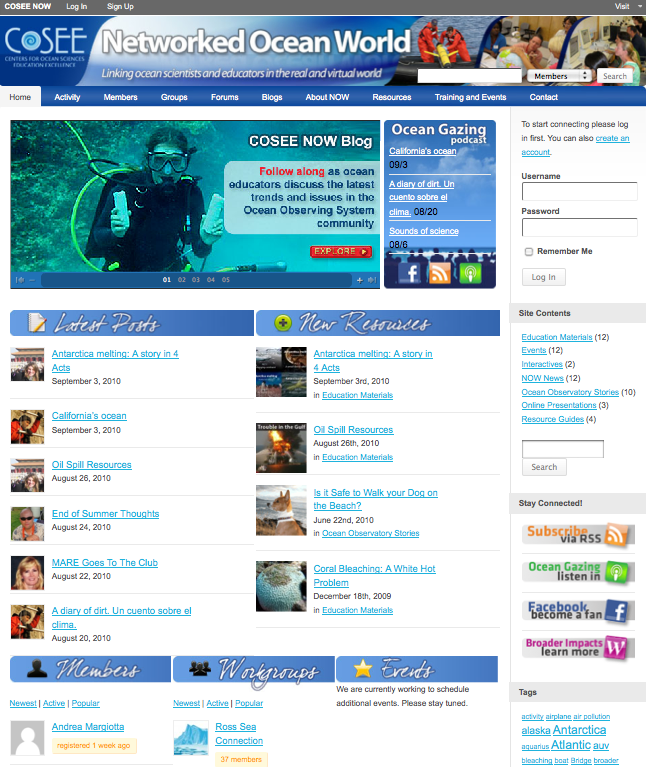 COSEE NOW Log In Sign Up Visit
COSEE
CENTERS FOR OCEAN SCIENCES
EDUCATION EXCELLENCE
Networked Ocean World
Linking ocean scientists and educators in the real and virtual world
Members Search
Home Activity Members Groups Forums Blogs About NOW Resources Training and Events Contact
COSEE NOW Blog
Follow along as ocean
educators discuss the latest
trends and issues in the
Ocean Observing System
community
EXPLORE
01 02 03 04 05
Ocean Gazing
podcast
California's ocean
09/3
A diary of dirt. Un
cuento sobre el
clima. 08/20
Sounds of science
08/6
To start connecting please log
in first. You can also create an
account.
Username
Password
Remember Me
Log In
Latest Posts
Antarctica melting: A story in 4
Acts
September 3, 2010
California's ocean
September 3, 2010
Oil Spill Resources
August 26, 2010
End of Summer Thoughts
August 24, 2010
MARE Goes To The Club
August 22, 2010
A diary of dirt. Un cuento sobre el
clima.
August 20, 2010
New Resources
Antarctica melting: A story in
4 Acts
September 3rd, 2010
in Education Materials
Trouble in the Gulf
Oil Spill Resources
August 26th, 2010
in Education Materials
Is it Safe to Walk your Dog on
the Beach?
June 22nd, 2010
in Ocean Observatory Stories
Coral Bleaching: A White Hot
Problem
December 18th, 2009
in Education Materials
Site Contents
Education Materials (12)
Events (12)
Interactives (2)
NOW News (12)
Ocean Observatory Stories (10)
Online Presentations (3)
Resource Guides (4)
Search
Stay Connected!
Subscribe
via RSS
Ocean Gazing
listen in
Facebook
become a fan
Broader Impacts
learn more
Members
Newest | Active | Popular
Andrea Margiotta
registered 1 week ago
Workgroups
Newest | Active | Popular
Ross Sea
Connection
37 members
Events
We are currently working to schedule
additional events. Please stay tuned.
Tags
activity airplane air pollution
alaska Antarctica
aquarius Atlantic auv
bleaching boat Bridge broader